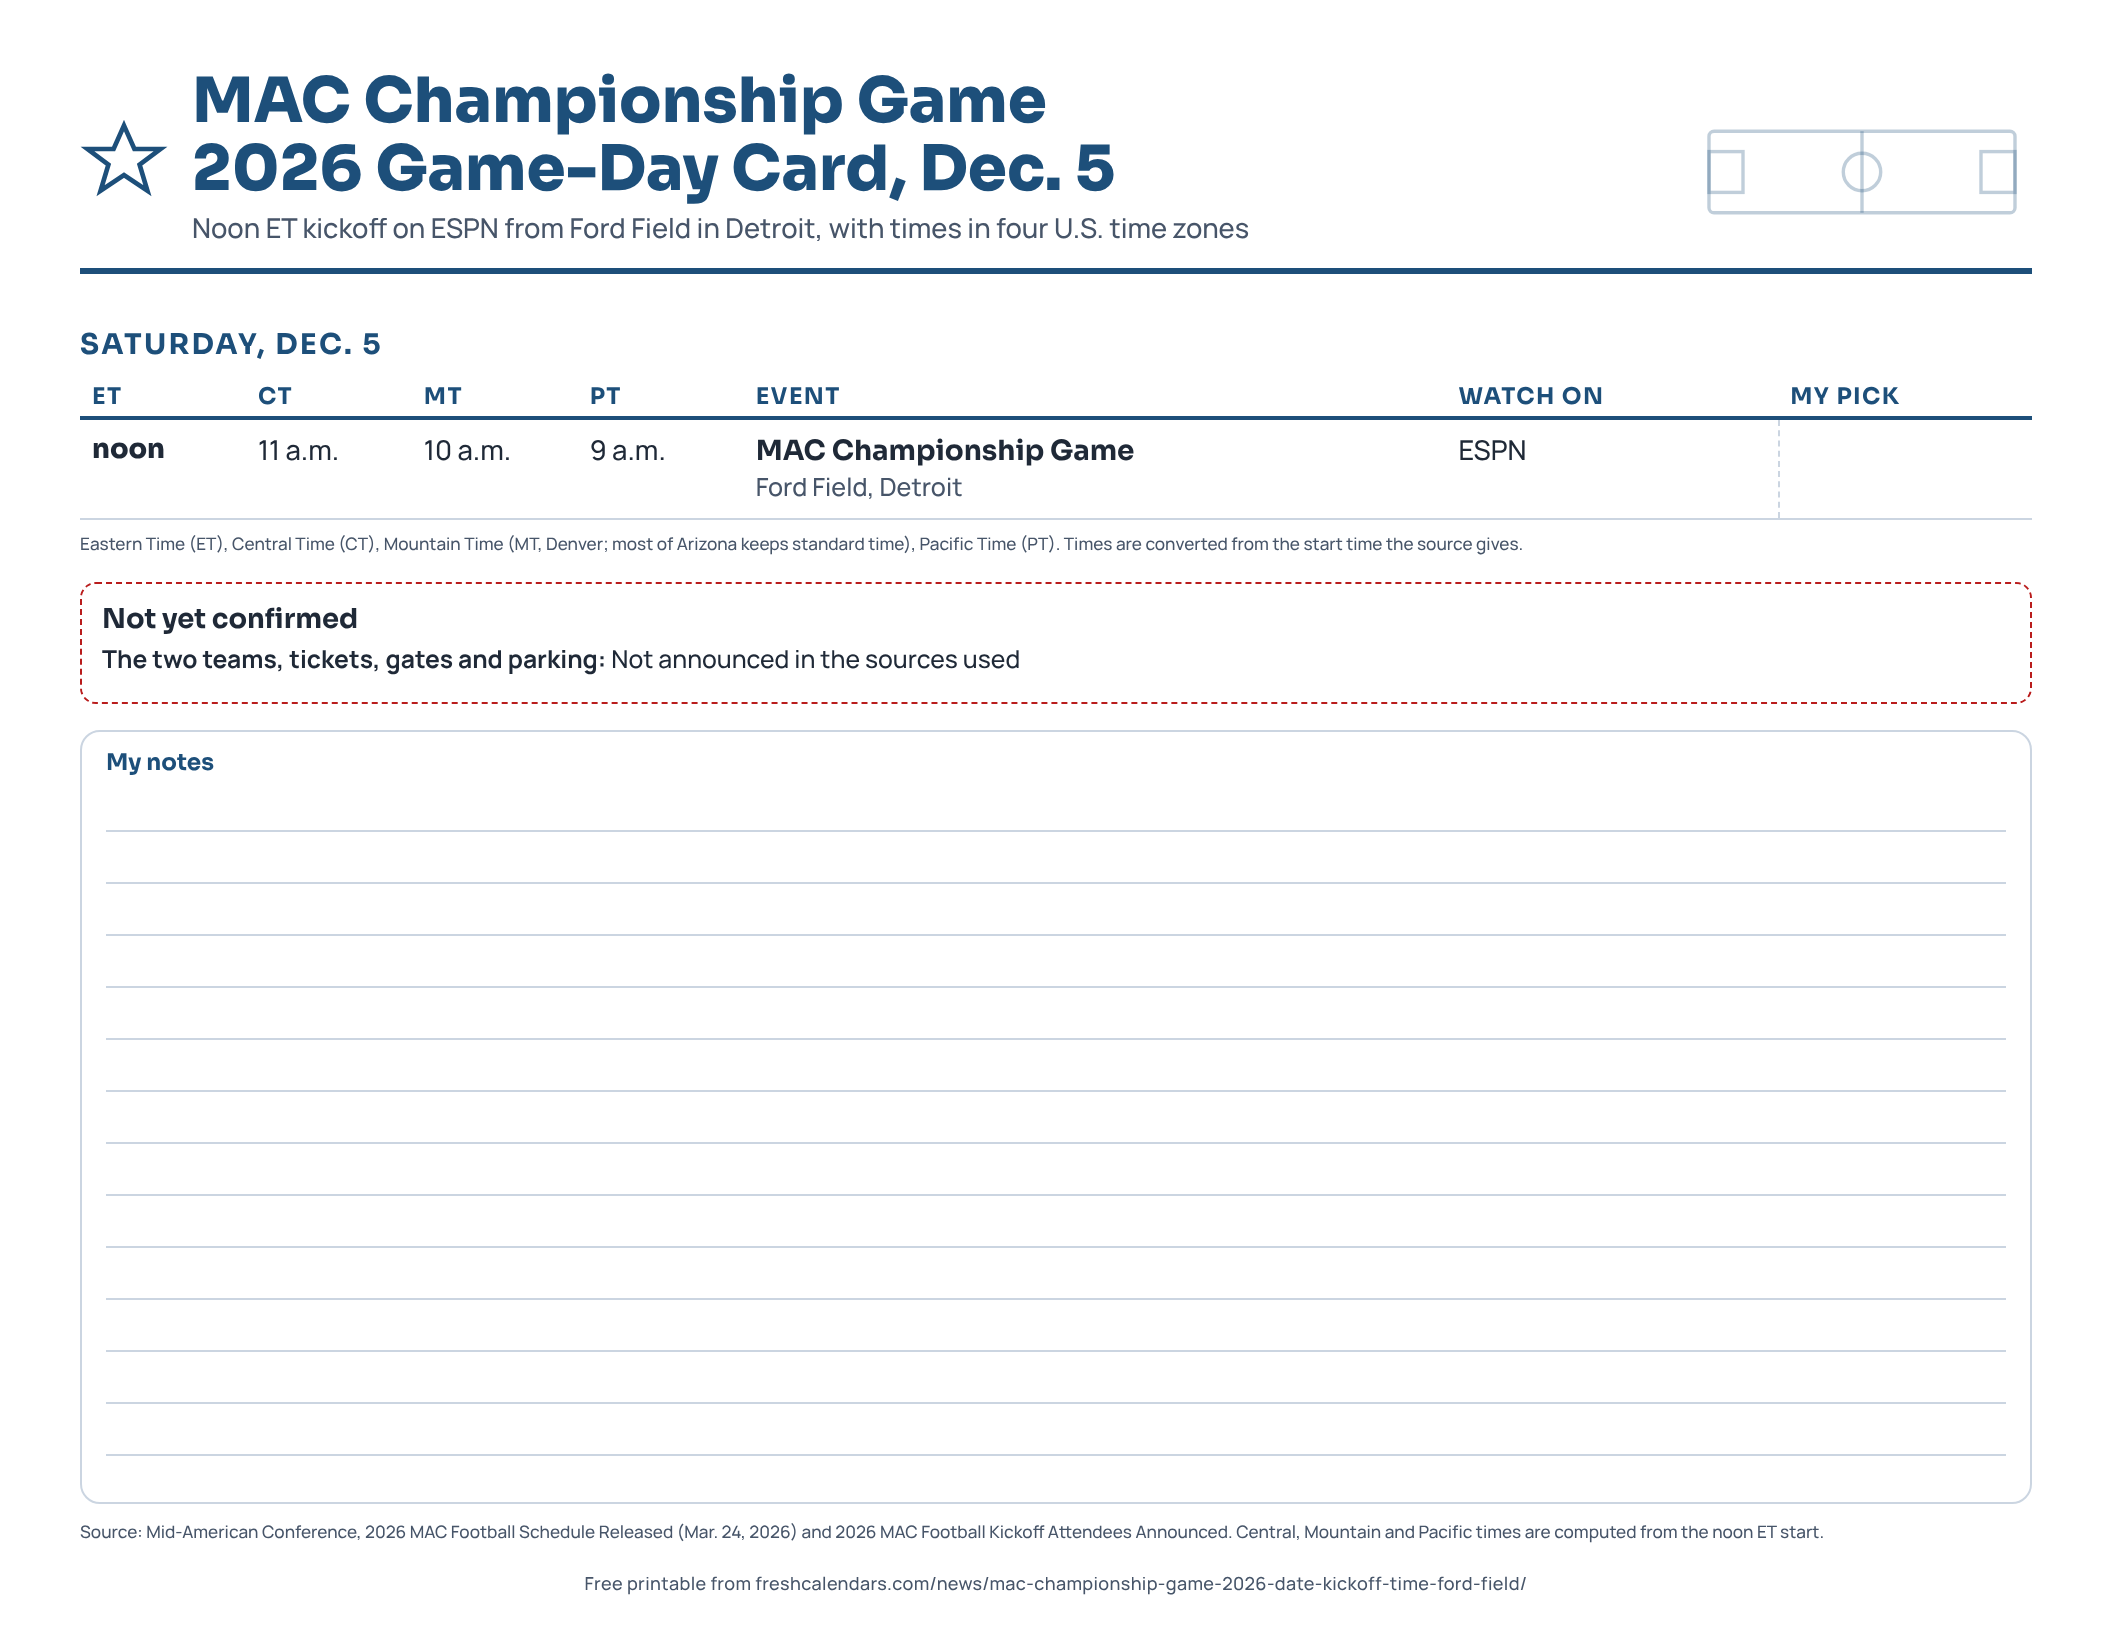 MAC Championship Game
2026 Game-Day Card, Dec. 5
Noon ET kickoff on ESPN from Ford Field in Detroit, with times in four U.S. time zones
SATURDAY, DEC. 5
ET CT MT PT EVENT WATCH ON MY PICK
noon 11 a.m. 10 a.m. 9 a.m. MAC Championship Game ESPN
Ford Field, Detroit
Eastern Time (ET), Central Time (CT), Mountain Time (MT, Denver; most of Arizona keeps standard time), Pacific Time (PT). Times are converted from the start time the source gives.
Not yet confirmed
The two teams, tickets, gates and parking: Not announced in the sources used
My notes
Source: Mid-American Conference, 2026 MAC Football Schedule Released (Mar. 24, 2026) and 2026 MAC Football Kickoff Attendees Announced. Central, Mountain and Pacific times are computed from the noon ET start.
Free printable from freshcalendars.com/news/mac-championship-game-2026-date-kickoff-time-ford-field/